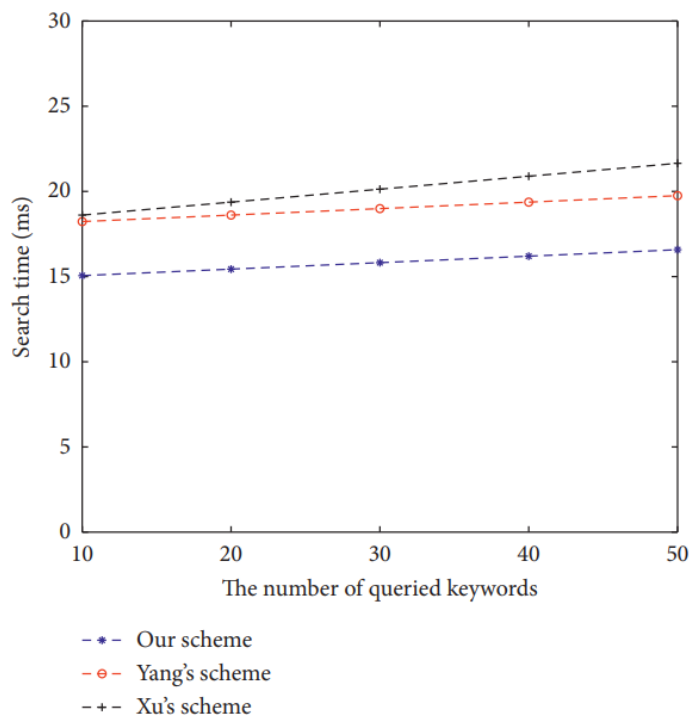 30
25
20
15
10
5
0
Search time (ms)
10 20 30 40 50
The number of queried keywords
Our scheme
Yang's scheme
Xu's scheme